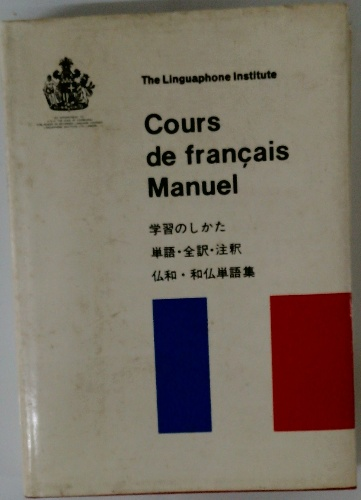 The Linguaphone Institute
Cours
de français
Manuel
学習のしかた
単語・全訳・注釈
仏和・和仏単語集